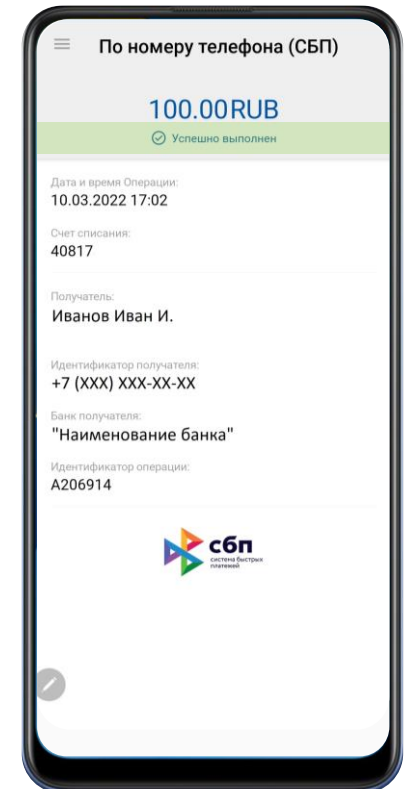 По номеру телефона (СБП)
100.00RUB
Успешно выполнен
Дата и время Операции:
10.03.2022 17:02
Счет списания:
40817
Получатель:
Иванов Иван И.
Идентификатор получателя:
+7 (XXX) XXX-XX-XX
Банк получателя:
"Наименование банка"
Идентификатор операции:
A206914
сбп
система быстрых
платежей